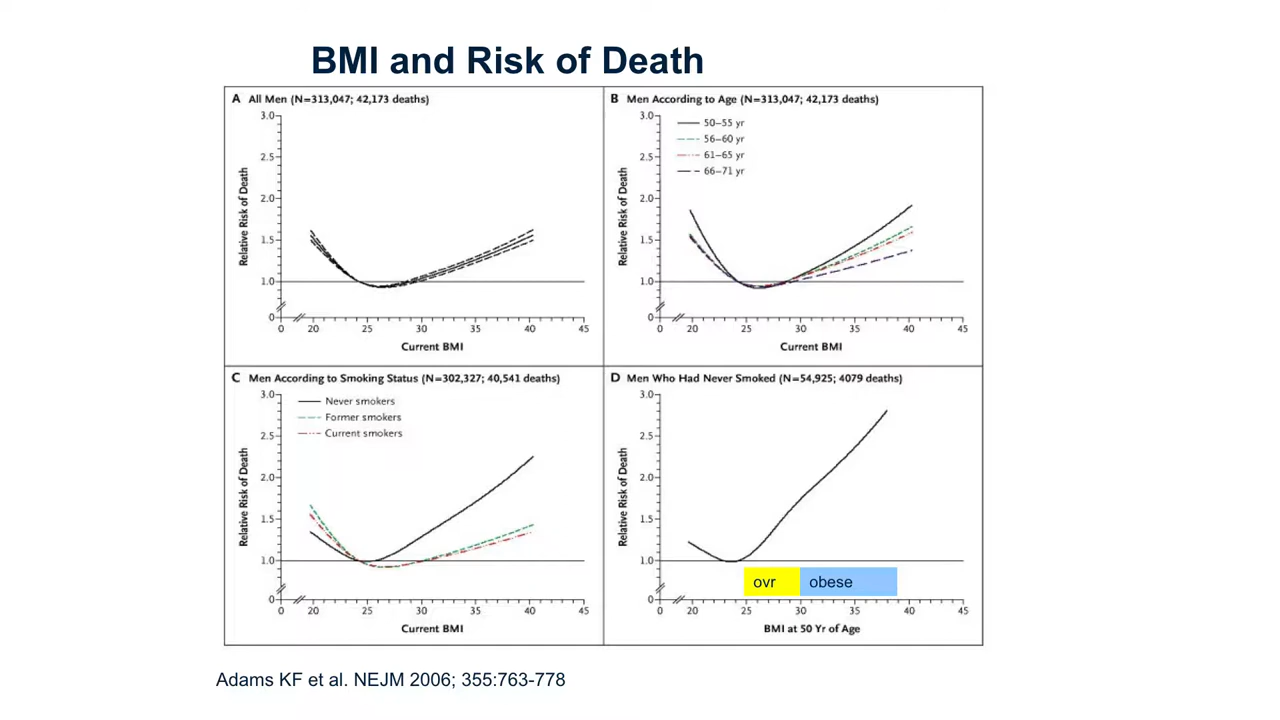 BMI and Risk of Death
A All Men (N=313,047; 42,173 deaths)
3.0
2.5
2.0
1.5
1.0
0
Relative Risk of Death
0 20 25 30 35 40 45
Current BMI
B Men According to Age (N=313,047; 42,173 deaths)
50–55 yr
56–60 yr
61–65 yr
66–71 yr
3.0
2.5
2.0
1.5
1.0
0
Relative Risk of Death
0 20 25 30 35 40 45
Current BMI
C Men According to Smoking Status (N=302,327; 40,541 deaths)
Never smokers
Former smokers
Current smokers
3.0
2.5
2.0
1.5
1.0
0
Relative Risk of Death
0 20 25 30 35 40 45
Current BMI
D Men Who Had Never Smoked (N=54,925; 4079 deaths)
3.0
2.5
2.0
1.5
1.0
0
Relative Risk of Death
ovr obese
0 20 25 30 35 40 45
BMI at 50 Yr of Age
Adams KF et al. NEJM 2006; 355:763-778